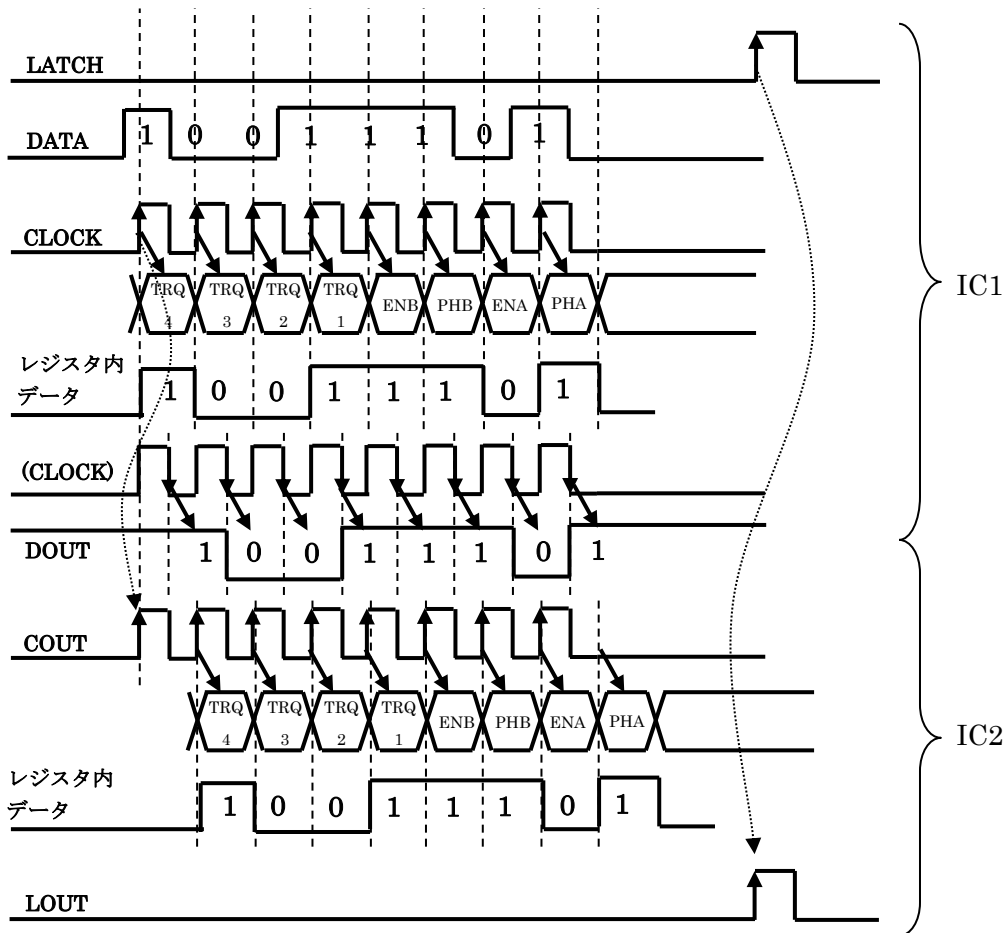 LATCH
DATA
1 0 0 1 1 1 0 1
CLOCK
IC1
TRQ 4 TRQ 3 TRQ 2 TRQ 1 ENB PHB ENA PHA
レジスタ内
データ
1 0 0 1 1 1 0 1
(CLOCK)
DOUT
1 0 0 1 1 1 0 1
COUT
TRQ 4 TRQ 3 TRQ 2 TRQ 1 ENB PHB ENA PHA
IC2
レジスタ内
データ
1 0 0 1 1 1 0 1
LOUT